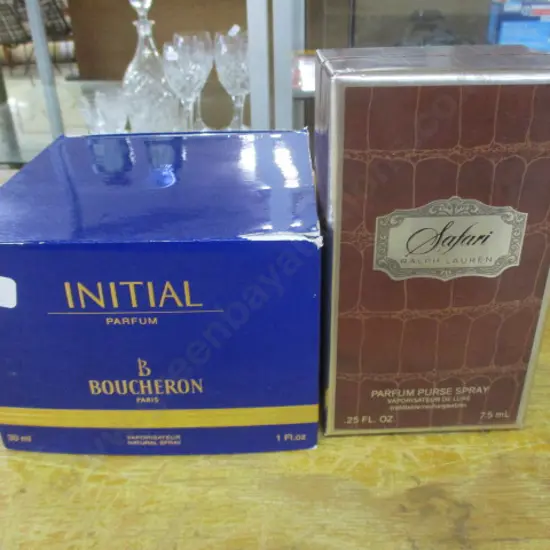 INITIAL
PARFUM
B
BOUCHERON
PARIS
30 ml
VAPORISATEUR
NATURAL SPRAY
1 Fl.oz
Safari
RALPH LAUREN
PARFUM PURSE SPRAY
VAPORISATEUR DE LUXE
.25 FL. OZ
7.5 mL